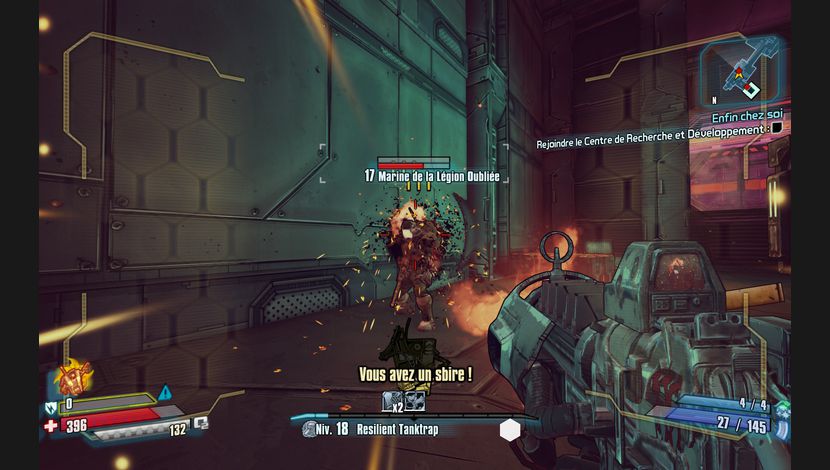 N
Enfin chez soi
Rejoindre le Centre de Recherche et Développement :
17 Marine de la Légion Oubliée
Vous avez un sbire !
x2
0
396
132
Niv. 18 Resilient Tanktrap
4 / 4
27 / 145